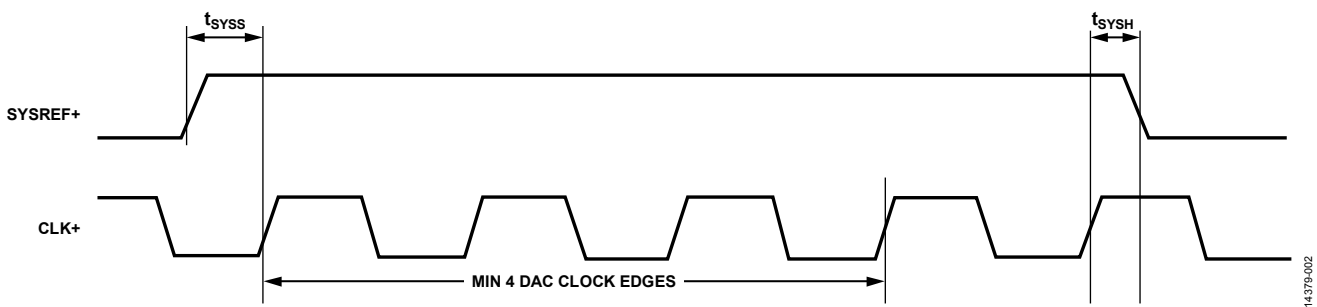 tSYSS
tSYSH
SYSREF+
CLK+
MIN 4 DAC CLOCK EDGES
14379-002